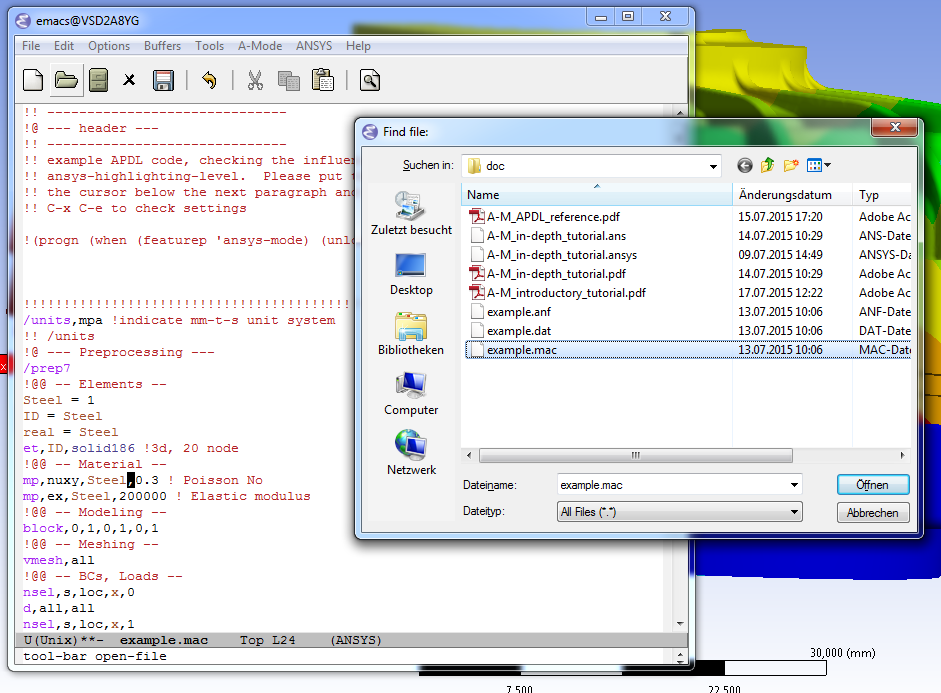 emacs@VSD2A8YG
File Edit Options Buffers Tools A-Mode ANSYS Help
!! ------------------------------
!@ --- header ---
!! ------------------------------
!! example APDL code, checking the influen
!! ansys-highlighting-level.  Please put t
!! the cursor below the next paragraph and
!! C-x C-e to check settings
!(progn (when (featurep 'ansys-mode) (unlo
!!!!!!!!!!!!!!!!!!!!!!!!!!!!!!!!!!!!!!!!!
/units,mpa !indicate mm-t-s unit system
!! /units
!@ --- Preprocessing ---
/prep7
!@@ -- Elements --
Steel = 1
ID = Steel
real = Steel
et,ID,solid186 !3d, 20 node
!@@ -- Material --
mp,nuxy,Steel,0.3 ! Poisson No
mp,ex,Steel,200000 ! Elastic modulus
!@@ -- Modeling --
block,0,1,0,1,0,1
!@@ -- Meshing --
vmesh,all
!@@ -- BCs, Loads --
nsel,s,loc,x,0
d,all,all
nsel,s,loc,x,1
U(Unix)**-  example.mac    Top L24    (ANSYS)
tool-bar open-file
Find file:
Suchen in: doc
Zuletzt besucht
Desktop
Bibliotheken
Computer
Netzwerk
Name Änderungsdatum Typ
A-M_APDL_reference.pdf 15.07.2015 17:20 Adobe Ac
A-M_in-depth_tutorial.ans 14.07.2015 10:29 ANS-Date
A-M_in-depth_tutorial.ansys 09.07.2015 14:49 ANSYS-Da
A-M_in-depth_tutorial.pdf 14.07.2015 10:29 Adobe Ac
A-M_introductory_tutorial.pdf 17.07.2015 12:22 Adobe Ac
example.anf 13.07.2015 10:06 ANF-Date
example.dat 13.07.2015 10:06 DAT-Date
example.mac 13.07.2015 10:06 MAC-Date
Dateiname: example.mac Öffnen
Dateityp: All Files (*.*) Abbrechen
x
30,000 (mm)
7,500 22,500